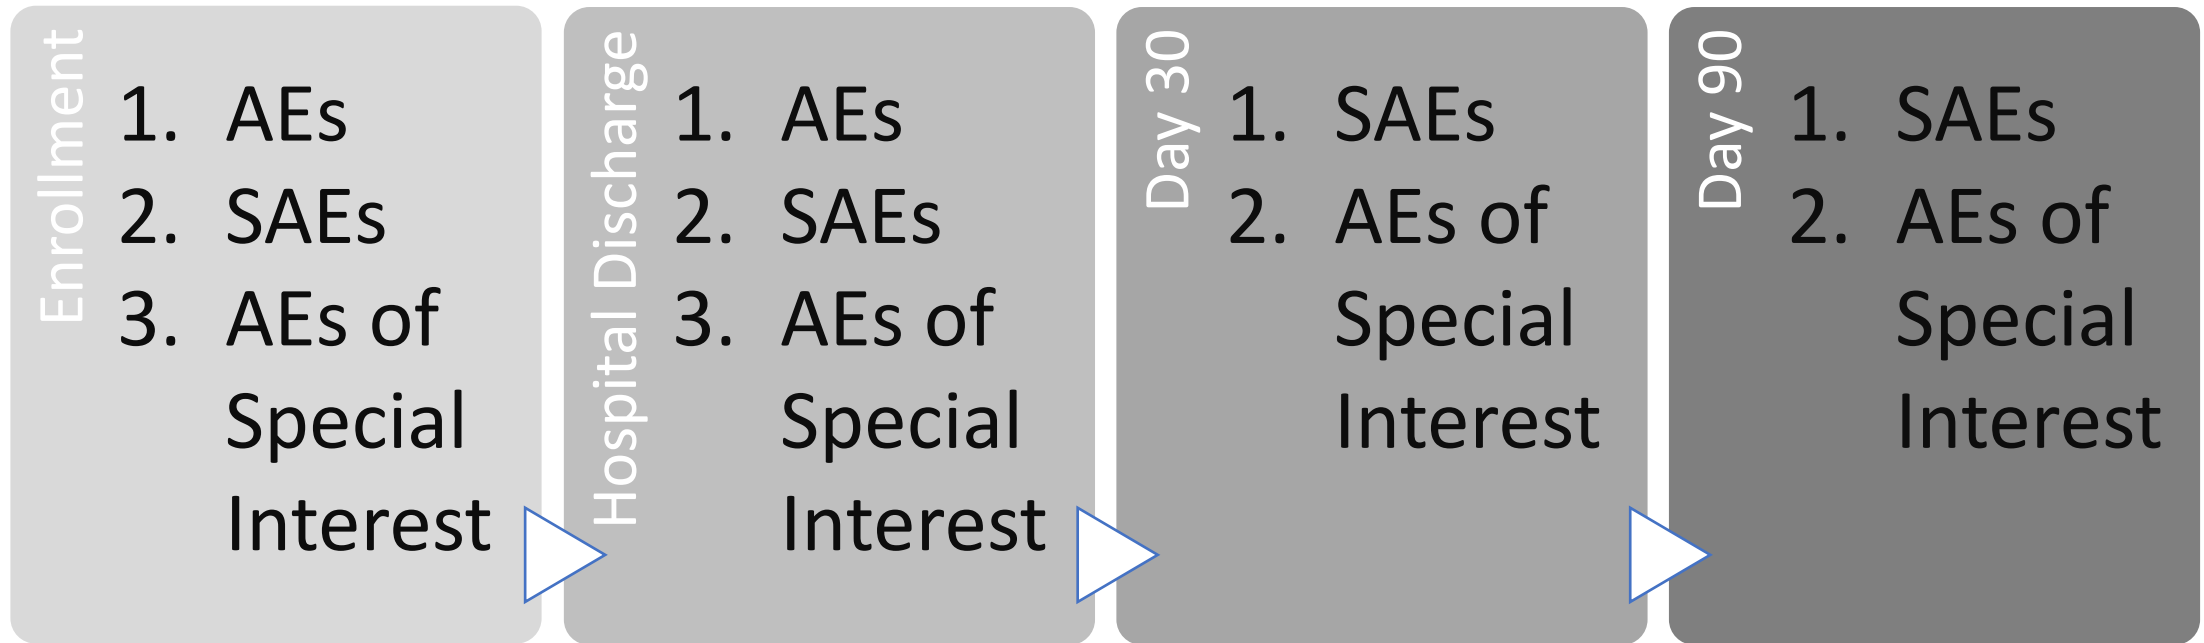 Enrollment
1. AEs
2. SAEs
3. AEs of
Special
Interest
Hospital Discharge
1. AEs
2. SAEs
3. AEs of
Special
Interest
Day 30
1. SAEs
2. AEs of
Special
Interest
Day 90
1. SAEs
2. AEs of
Special
Interest